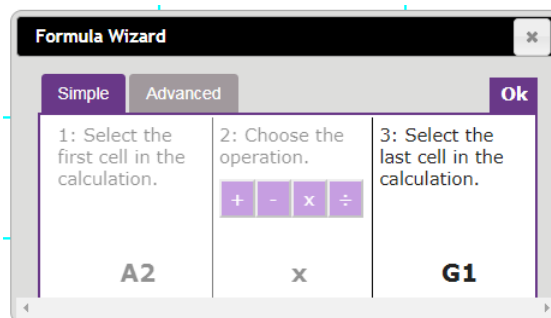 Formula Wizard
×
Simple
Advanced
Ok
1: Select the
first cell in the
calculation.
2: Choose the
operation.
+ - x ÷
3: Select the
last cell in the
calculation.
A2
x
G1